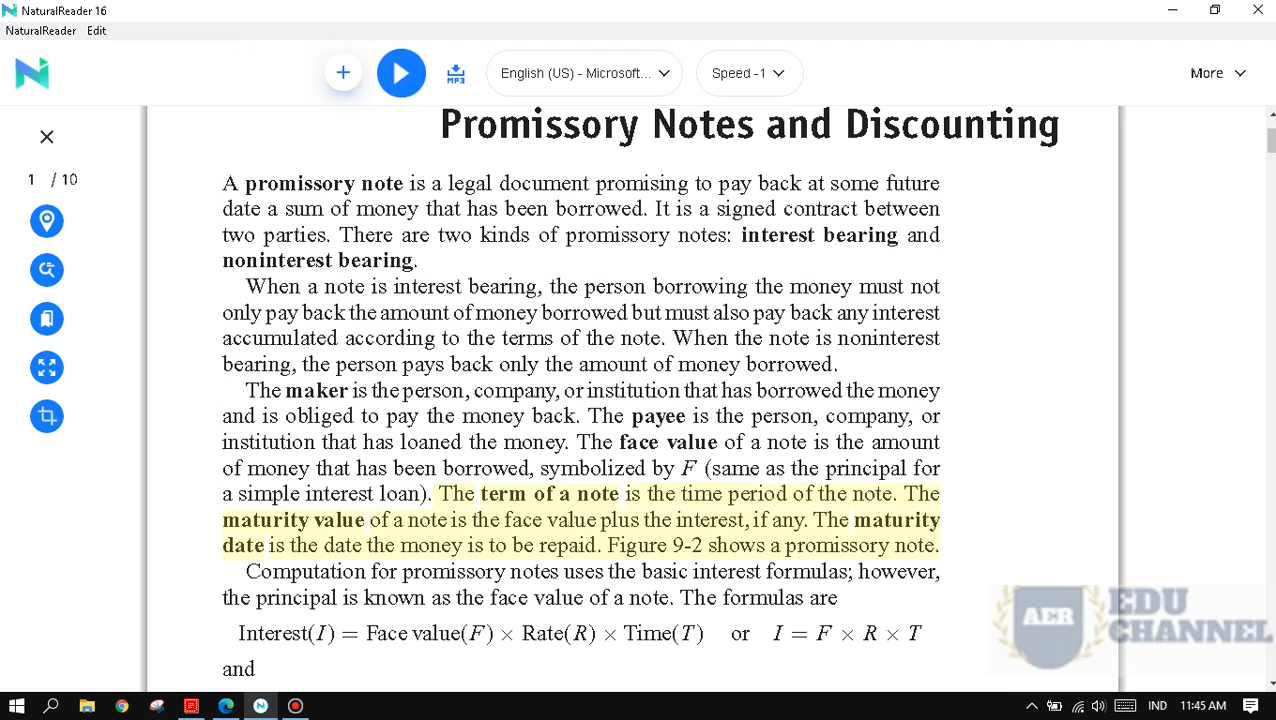 NaturalReader 16
NaturalReader Edit
MP3
English (US) - Microsoft...
Speed -1
More
1 / 10
Promissory Notes and Discounting
A promissory note is a legal document promising to pay back at some future
date a sum of money that has been borrowed. It is a signed contract between
two parties. There are two kinds of promissory notes: interest bearing and
noninterest bearing.
When a note is interest bearing, the person borrowing the money must not
only pay back the amount of money borrowed but must also pay back any interest
accumulated according to the terms of the note. When the note is noninterest
bearing, the person pays back only the amount of money borrowed.
The maker is the person, company, or institution that has borrowed the money
and is obliged to pay the money back. The payee is the person, company, or
institution that has loaned the money. The face value of a note is the amount
of money that has been borrowed, symbolized by F (same as the principal for
a simple interest loan). The term of a note is the time period of the note. The
maturity value of a note is the face value plus the interest, if any. The maturity
date is the date the money is to be repaid. Figure 9-2 shows a promissory note.
Computation for promissory notes uses the basic interest formulas; however,
the principal is known as the face value of a note. The formulas are
Interest(I) = Face value(F) × Rate(R) × Time(T) or I = F × R × T
and
AER
EDU
CHANNEL
IND 11:45 AM